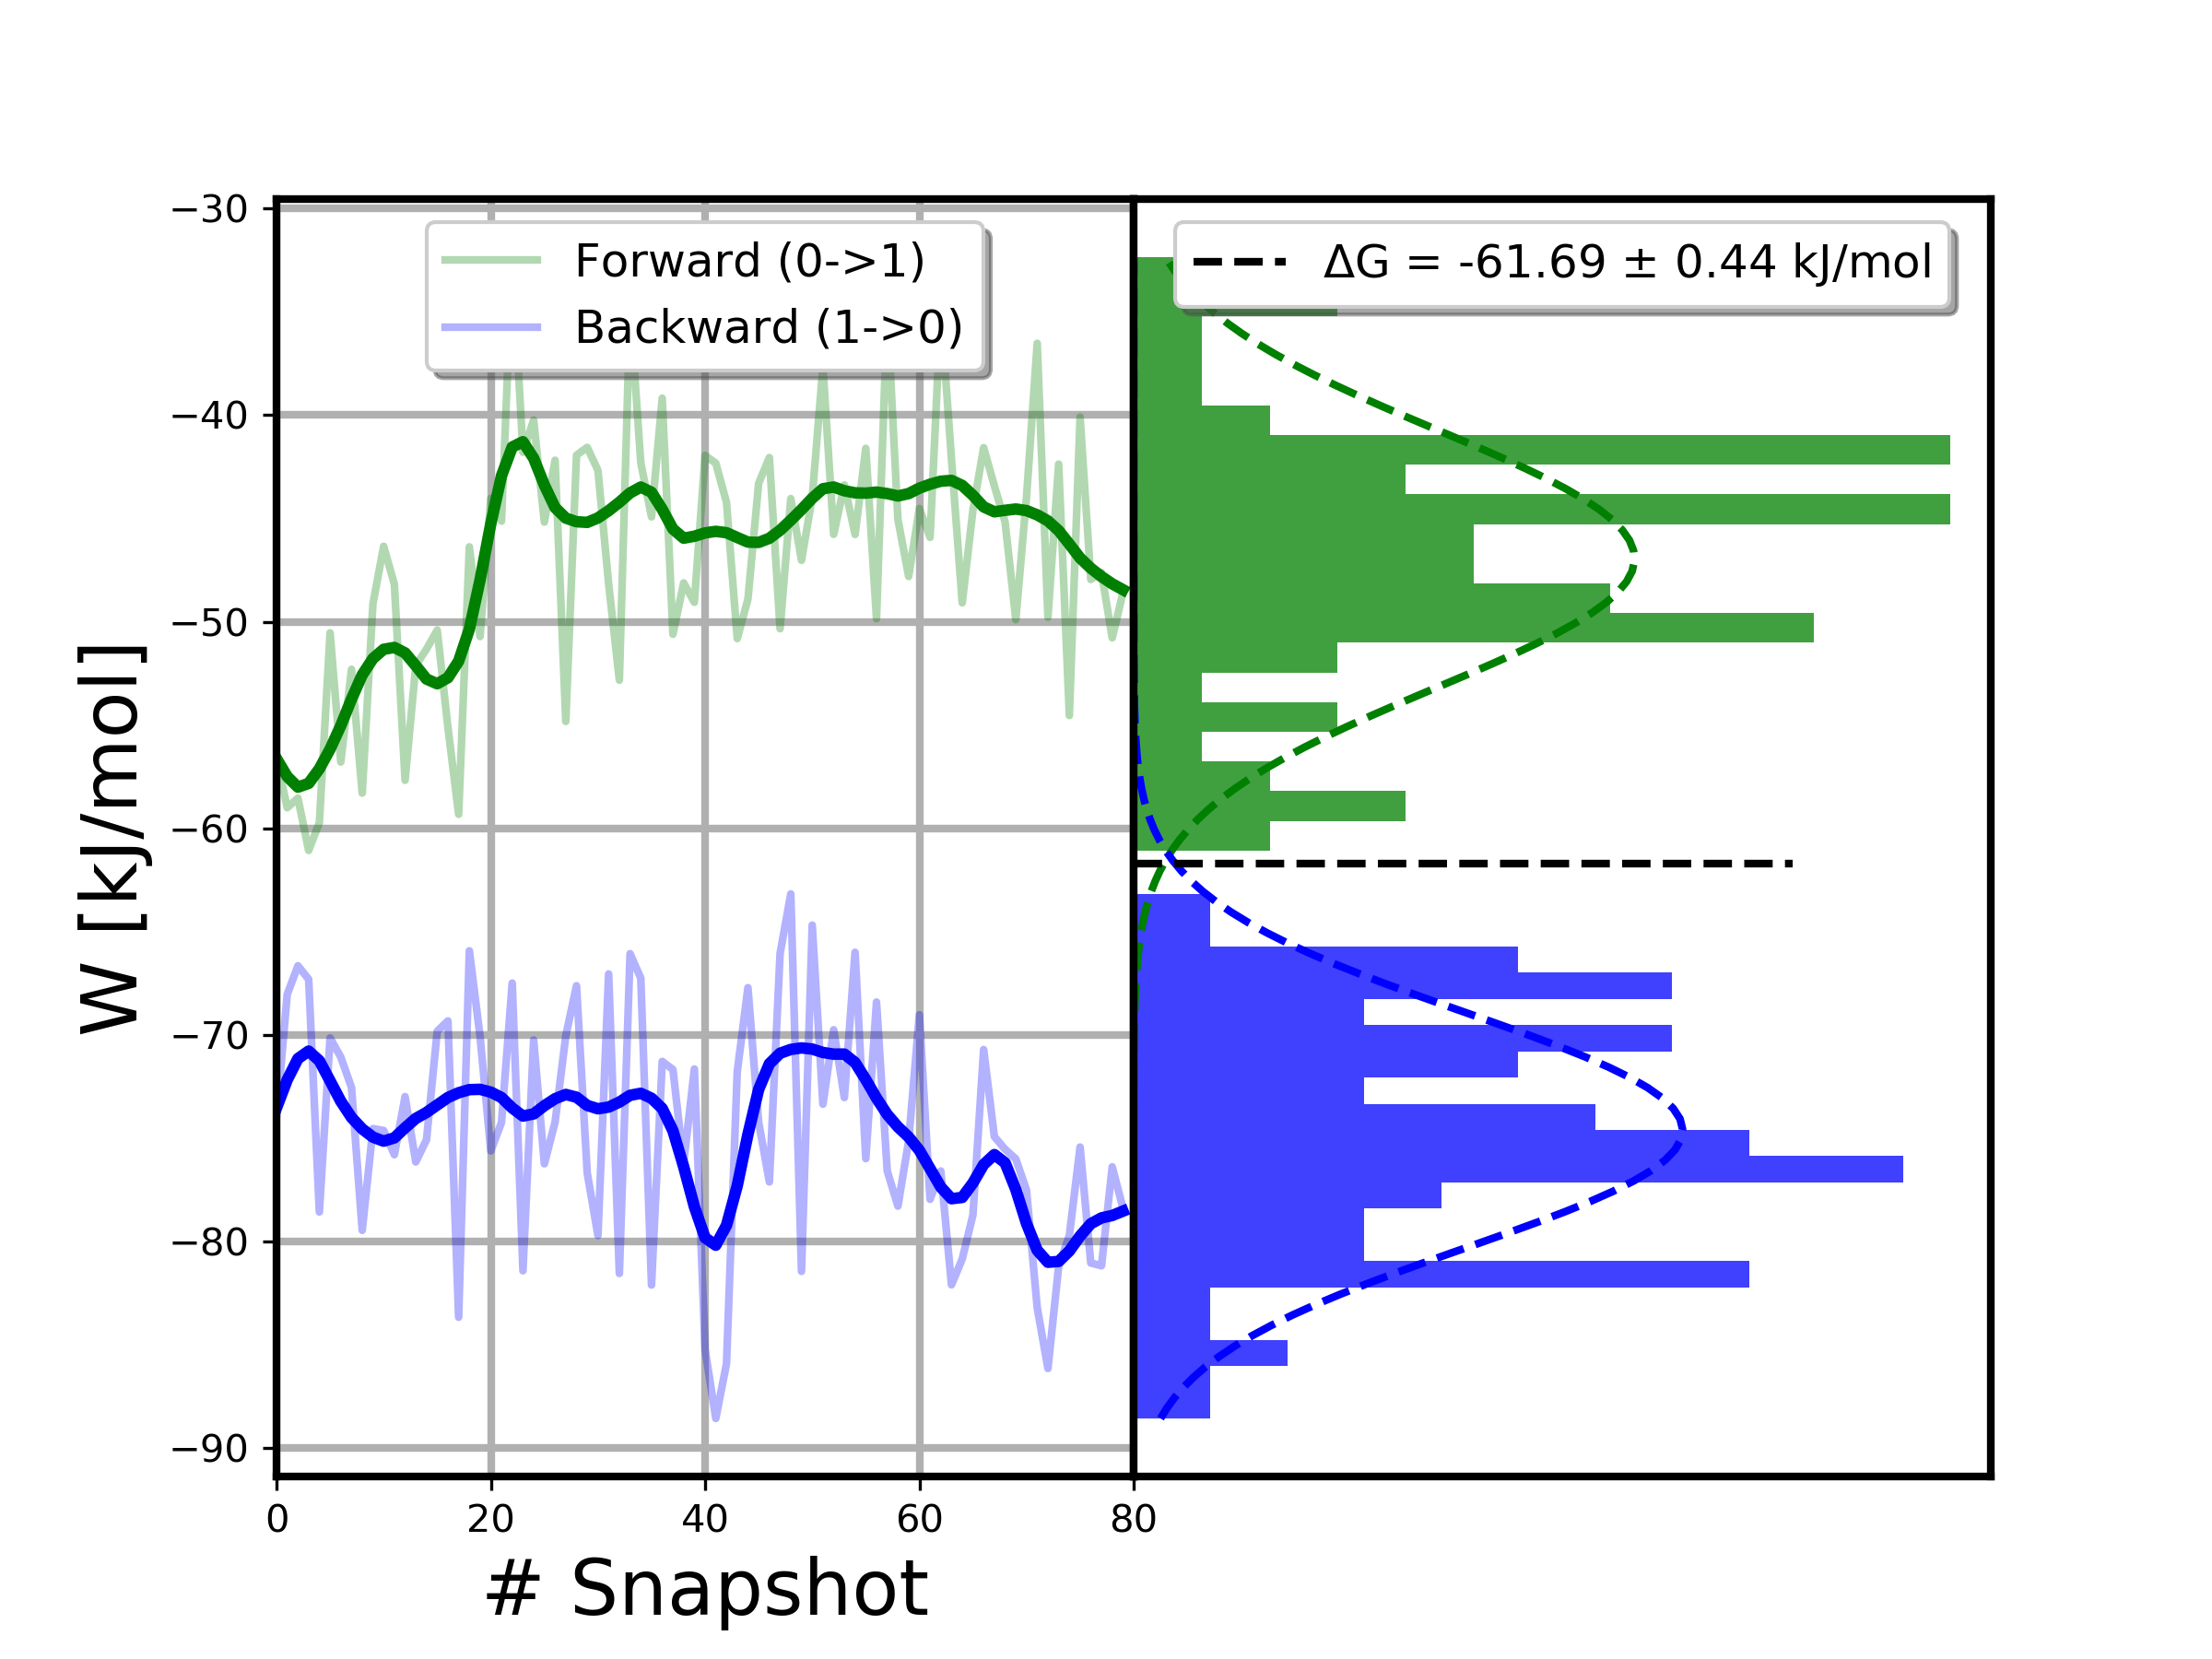 Forward (0->1)
Backward (1->0)
ΔG = -61.69 ± 0.44 kJ/mol
W [kJ/mol]
−30
−40
−50
−60
−70
−80
−90
0 20 40 60 80
# Snapshot